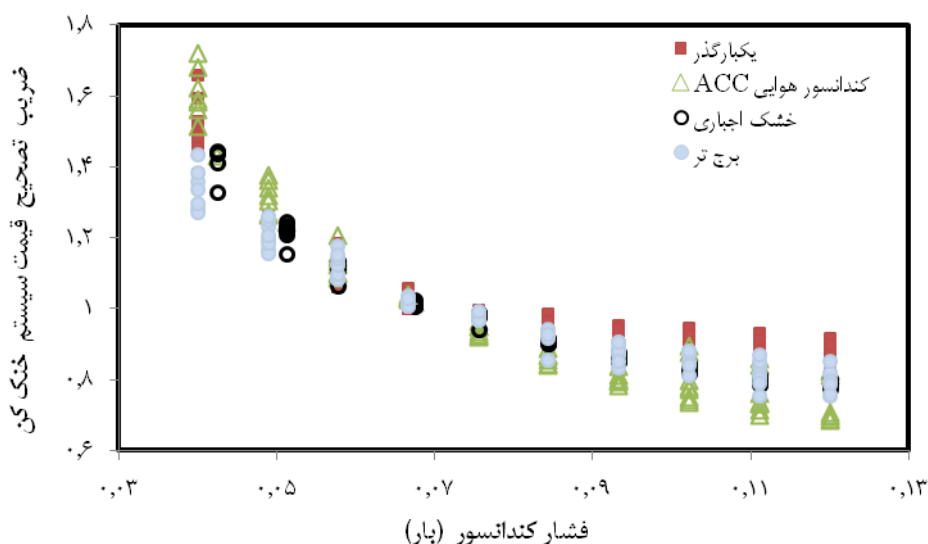 ضریب تصحیح قیمت سیستم خنک کن
۱,۸
۱,۶
۱,۴
۱,۲
۱
۰,۸
۰,۶
یکبارگذر
کندانسور هوایی ACC
خشک اجباری
برج تر
۰,۰۳ ۰,۰۵ ۰,۰۷ ۰,۰۹ ۰,۱۱ ۰,۱۳
فشار کندانسور (بار)